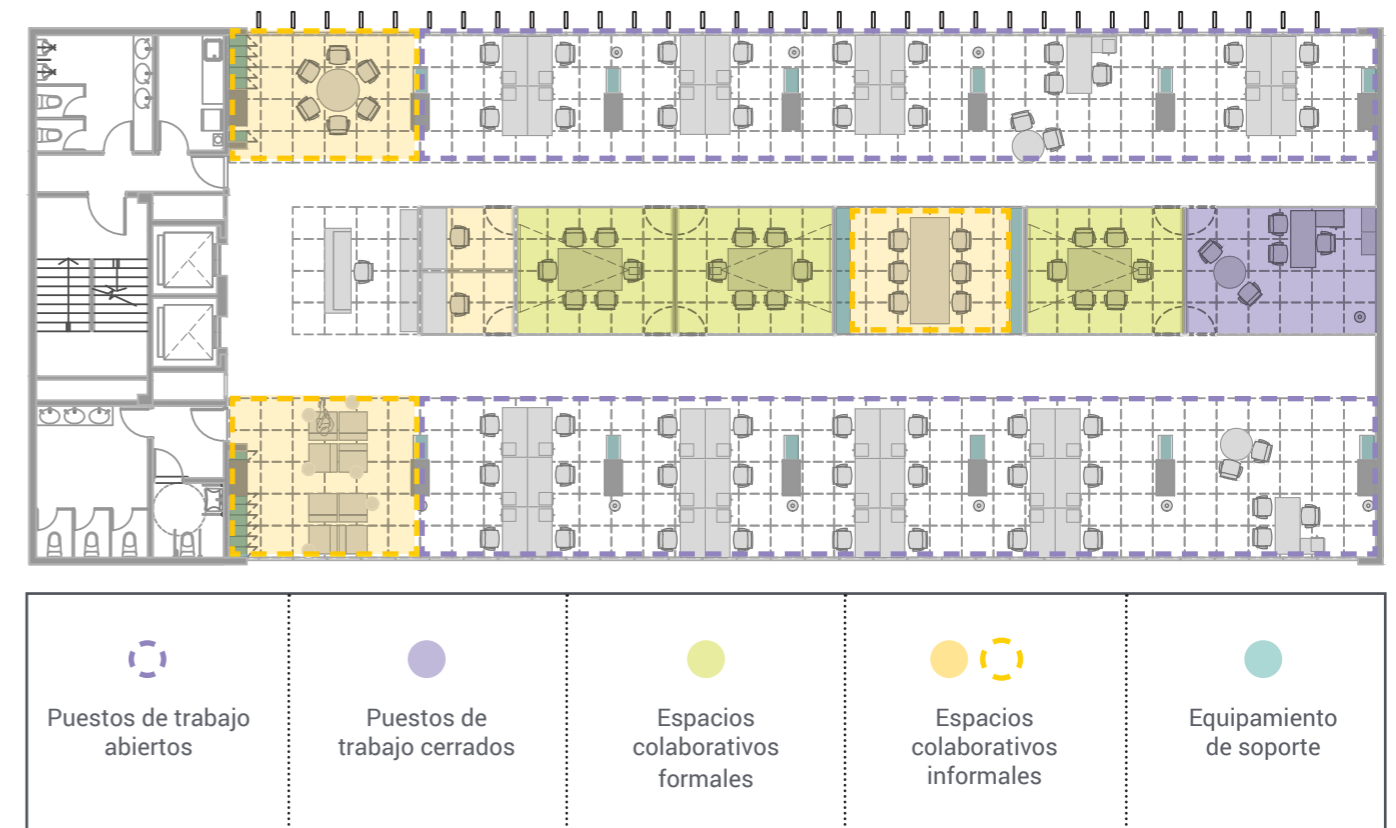 Puestos de trabajo
abiertos
Puestos de
trabajo cerrados
Espacios
colaborativos
formales
Espacios
colaborativos
informales
Equipamiento
de soporte